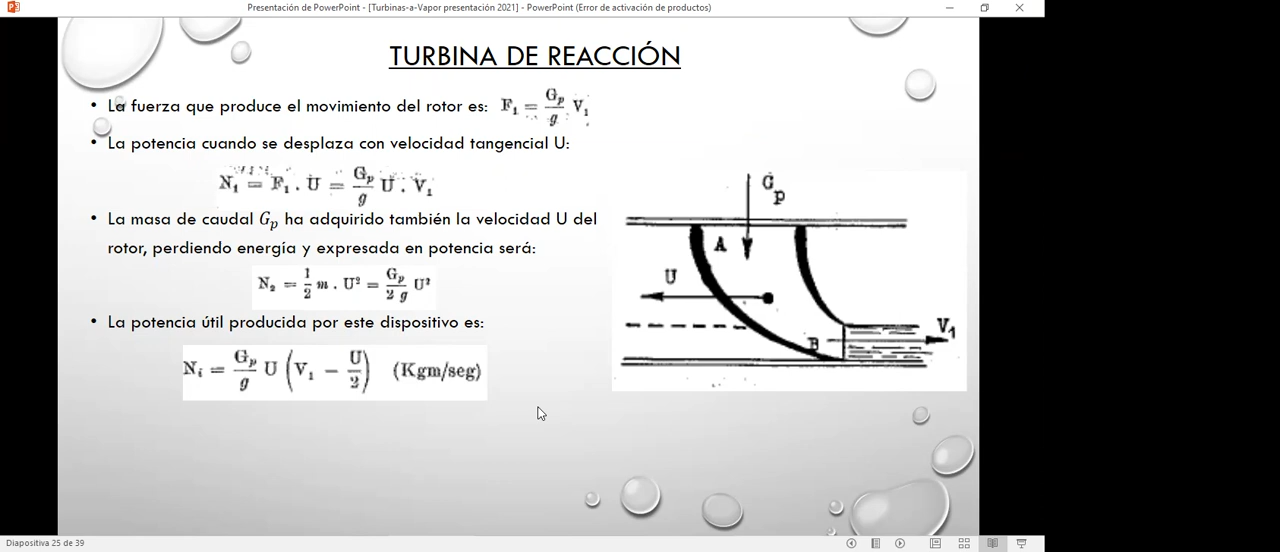 Presentación de PowerPoint - [Turbinas-a-Vapor presentación 2021] - PowerPoint (Error de activación de productos)
TURBINA DE REACCIÓN
• La fuerza que produce el movimiento del rotor es: F₁ = Gₚ/g V₁
• La potencia cuando se desplaza con velocidad tangencial U:
N₁ = F₁ . U = Gₚ/g U . V₁
• La masa de caudal Gₚ ha adquirido también la velocidad U del
rotor, perdiendo energía y expresada en potencia será:
N₂ = 1/2 m . U² = Gₚ/2g U²
• La potencia útil producida por este dispositivo es:
Nᵢ = Gₚ/g U (V₁ - U/2) (Kgm/seg)
Gₚ
A
U
V₁
B
Diapositiva 25 de 39